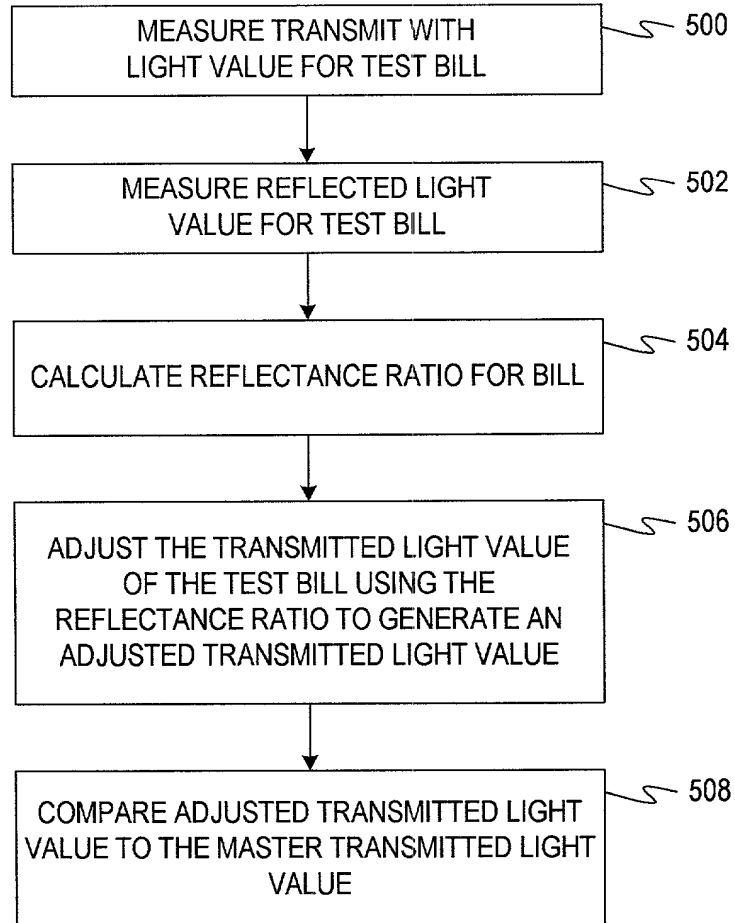 MEASURE TRANSMIT WITH
LIGHT VALUE FOR TEST BILL
500
MEASURE REFLECTED LIGHT
VALUE FOR TEST BILL
502
CALCULATE REFLECTANCE RATIO FOR BILL
504
ADJUST THE TRANSMITTED LIGHT VALUE
OF THE TEST BILL USING THE
REFLECTANCE RATIO TO GENERATE AN
ADJUSTED TRANSMITTED LIGHT VALUE
506
COMPARE ADJUSTED TRANSMITTED LIGHT
VALUE TO THE MASTER TRANSMITTED LIGHT
VALUE
508